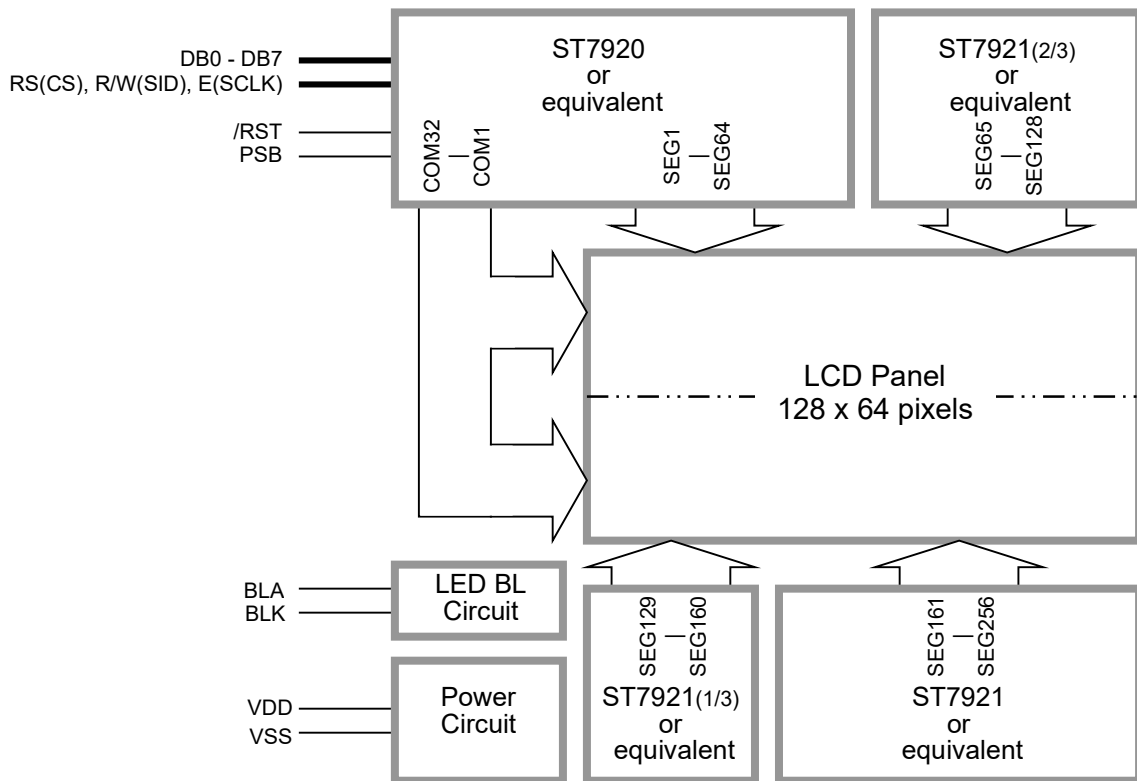 DB0 - DB7
RS(CS), R/W(SID), E(SCLK)
/RST
PSB
ST7920
or
equivalent
COM32
—
COM1
SEG1
—
SEG64
ST7921(2/3)
or
equivalent
SEG65
—
SEG128
LCD Panel
128 x 64 pixels
BLA
BLK
LED BL
Circuit
VDD
VSS
Power
Circuit
SEG129
—
SEG160
ST7921(1/3)
or
equivalent
SEG161
—
SEG256
ST7921
or
equivalent